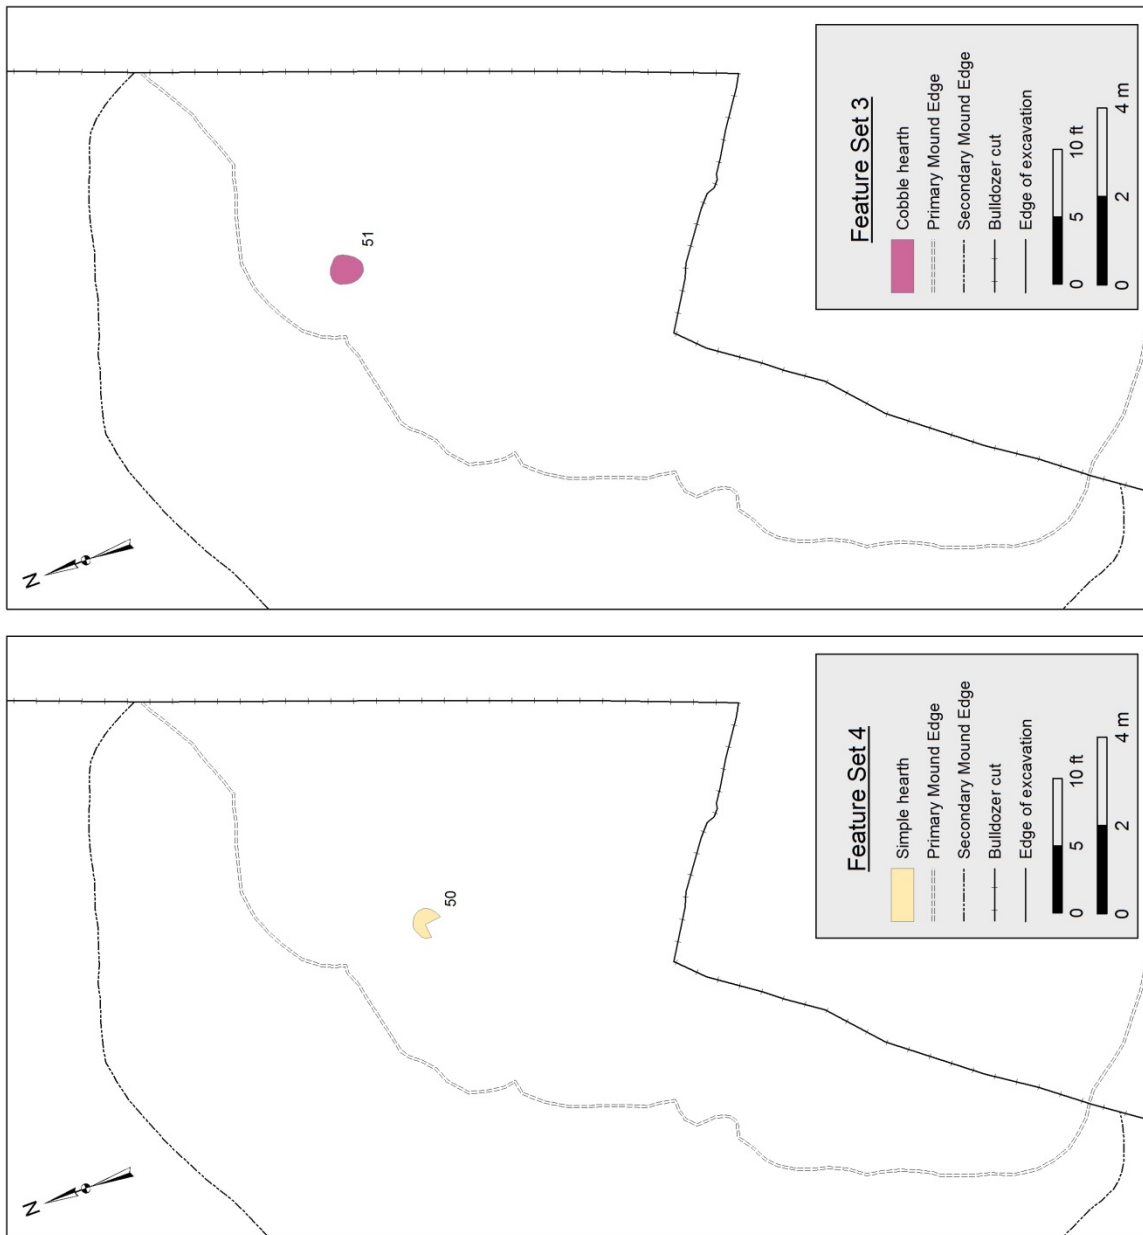 N
51
Feature Set 3
Cobble hearth
Primary Mound Edge
Secondary Mound Edge
Bulldozer cut
Edge of excavation
0 5 10 ft
0 2 4 m
N
50
Feature Set 4
Simple hearth
Primary Mound Edge
Secondary Mound Edge
Bulldozer cut
Edge of excavation
0 5 10 ft
0 2 4 m